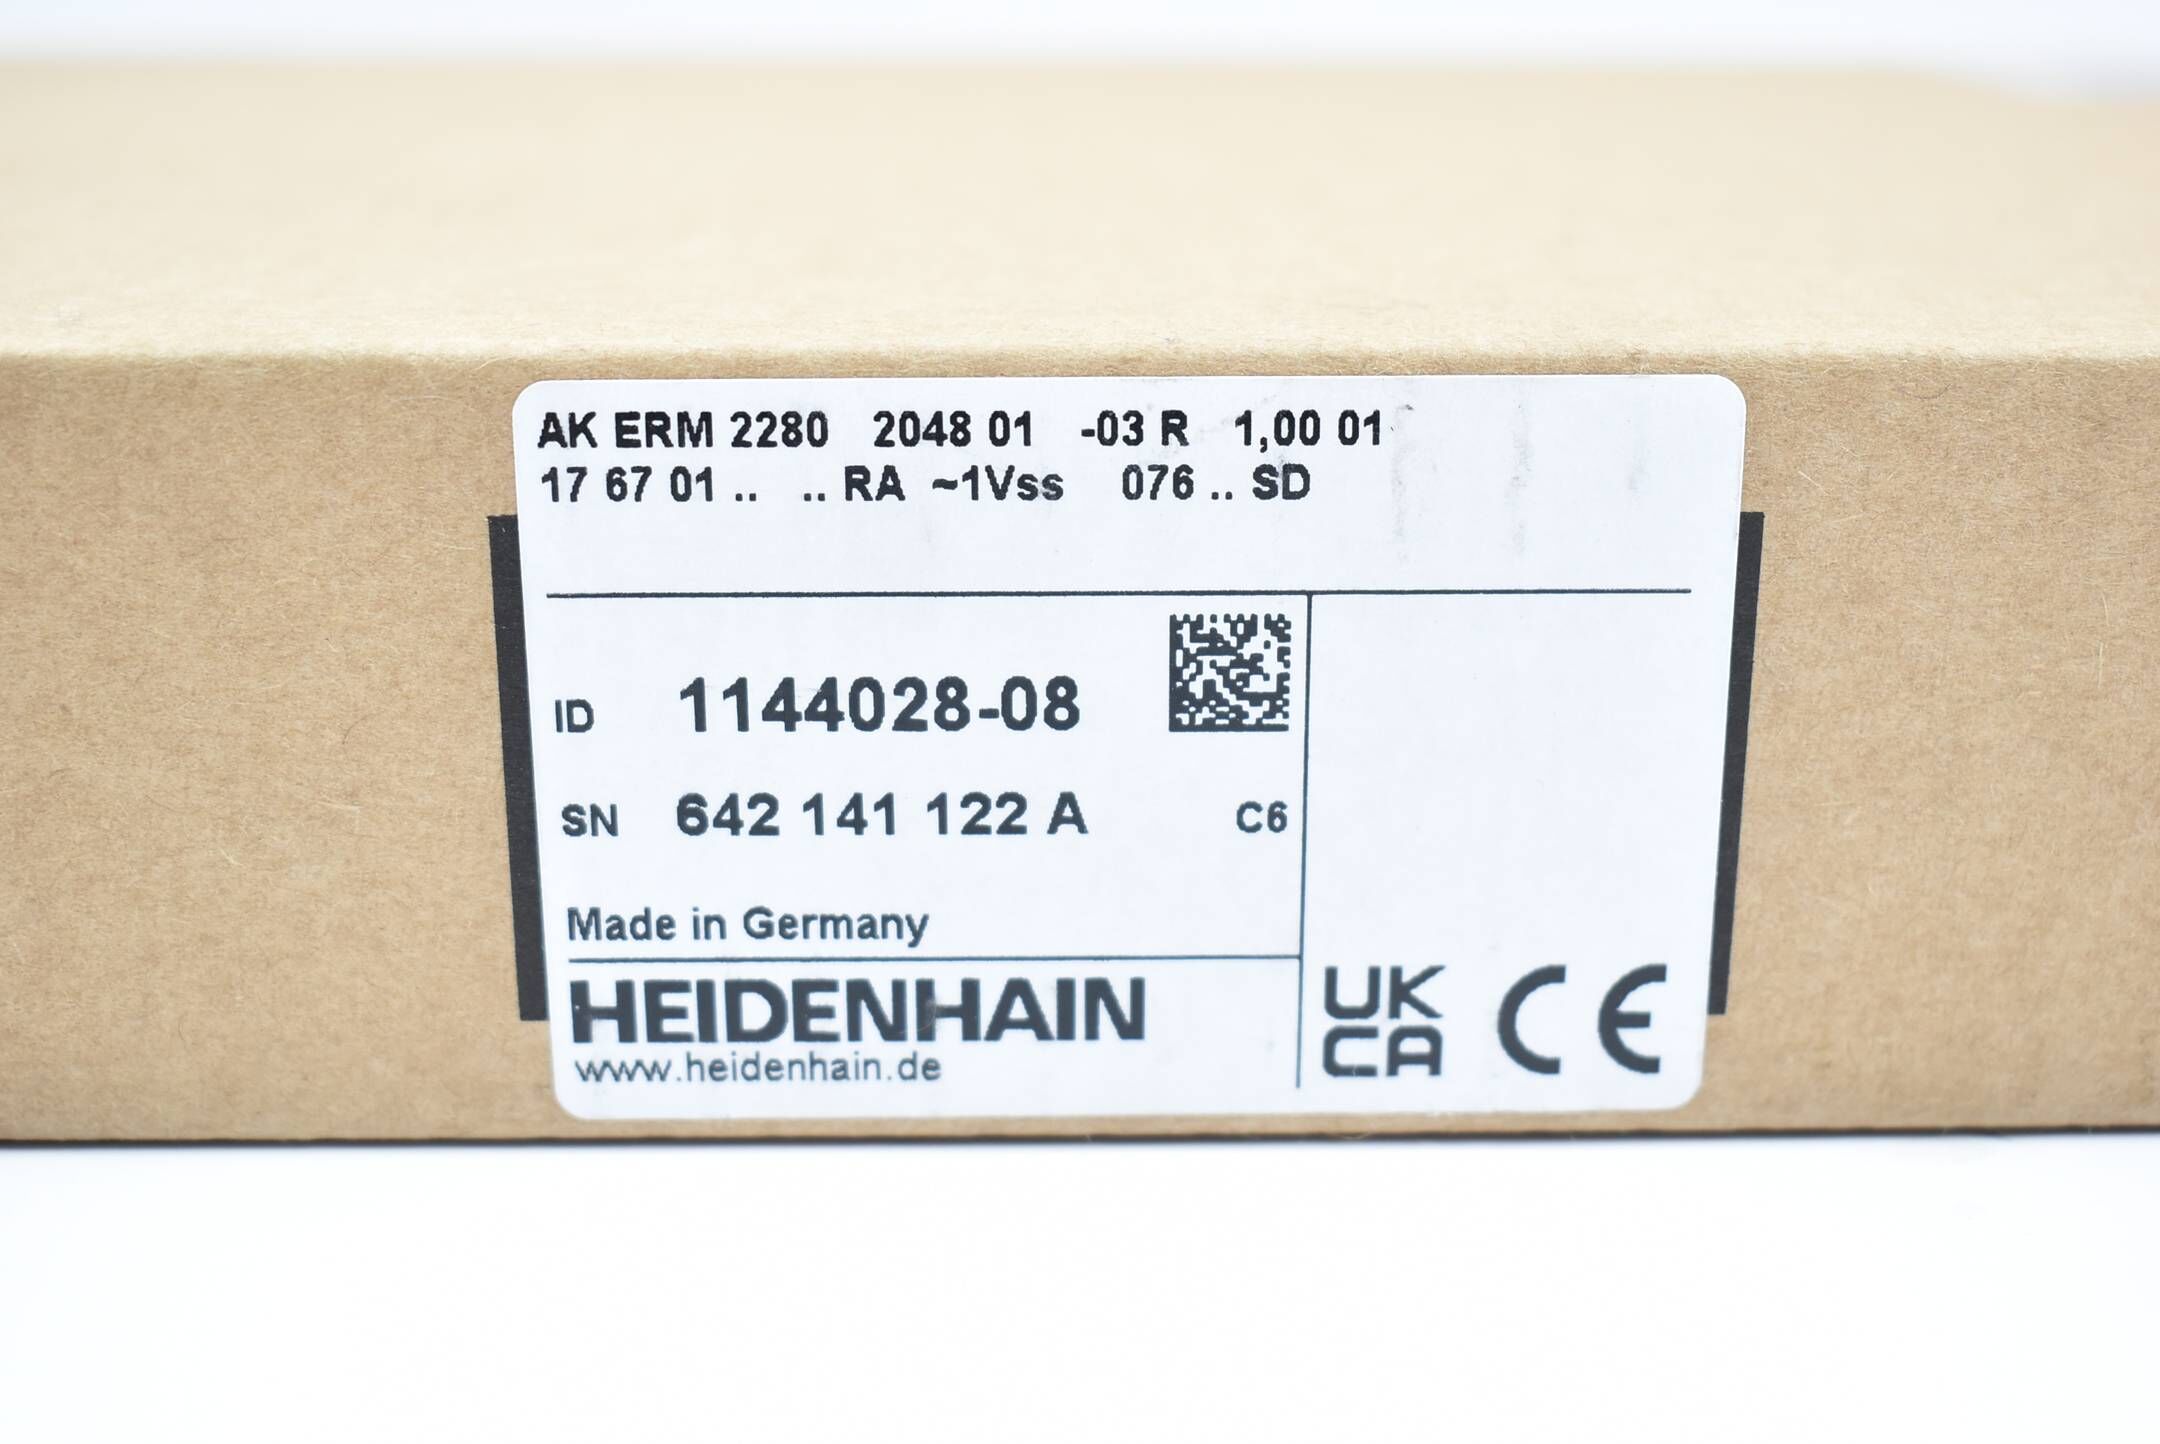 AK ERM 2280 2048 01 -03 R 1,00 01
17 67 01 .. .. RA ~1Vss 076 .. SD
ID 1144028-08
SN 642 141 122 A C6
Made in Germany
HEIDENHAIN
www.heidenhain.de
UK
CA CE